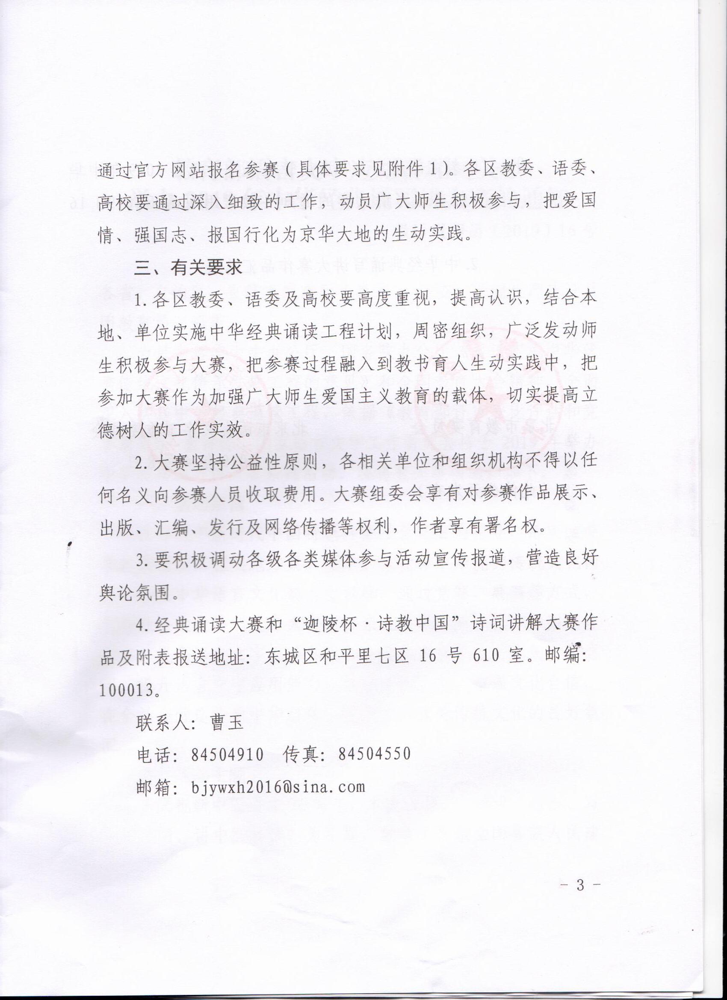 通过官方网站报名参赛（具体要求见附件1）。各区教委、语委、
高校要通过深入细致的工作，动员广大师生积极参与，把爱国
情、强国志、报国行化为京华大地的生动实践。
三、有关要求
1.各区教委、语委及高校要高度重视，提高认识，结合本
地、单位实施中华经典诵读工程计划，周密组织，广泛发动师
生积极参与大赛，把参赛过程融入到教书育人生动实践中，把
参加大赛作为加强广大师生爱国主义教育的载体，切实提高立
德树人的工作实效。
2.大赛坚持公益性原则，各相关单位和组织机构不得以任
何名义向参赛人员收取费用。大赛组委会享有对参赛作品展示、
出版、汇编、发行及网络传播等权利，作者享有署名权。
3.要积极调动各级各类媒体参与活动宣传报道，营造良好
舆论氛围。
4.经典诵读大赛和“迦陵杯·诗教中国”诗词讲解大赛作
品及附表报送地址：东城区和平里七区 16 号 610 室。邮编：
100013。
联系人：曹玉
电话：84504910　传真：84504550
邮箱：bjywxh2016@sina.com
- 3 -